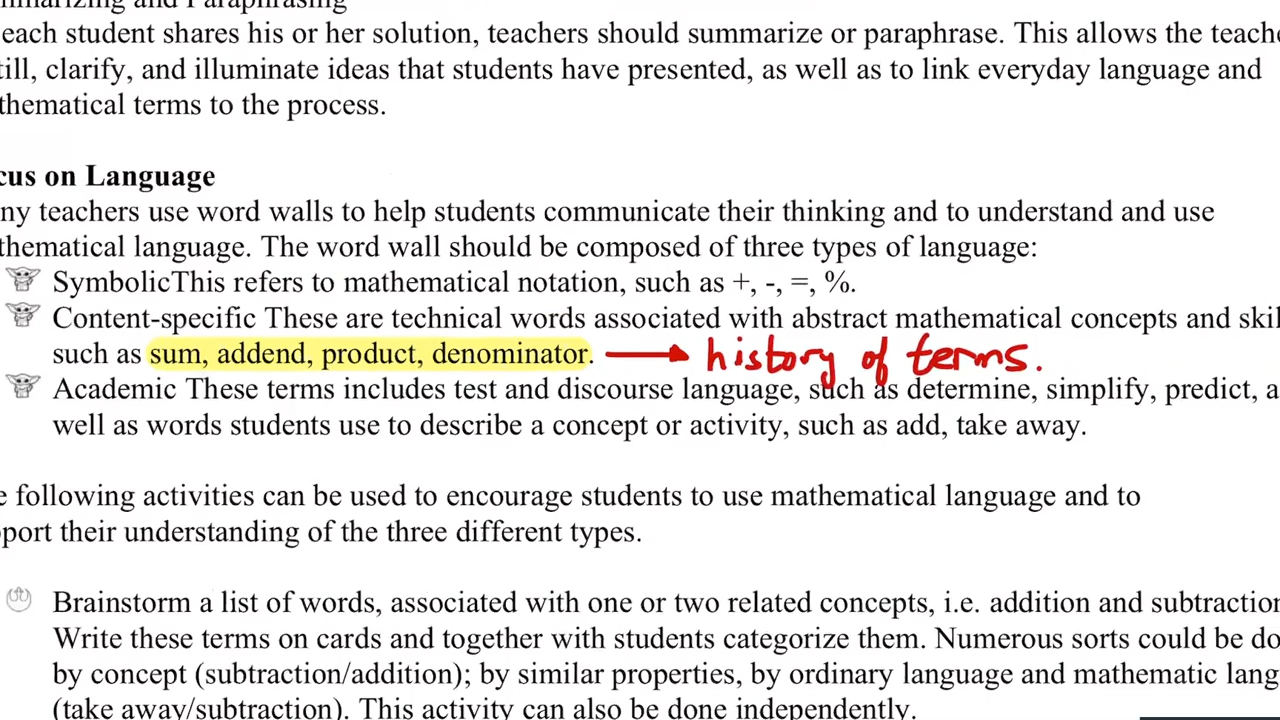 Summarizing and Paraphrasing
each student shares his or her solution, teachers should summarize or paraphrase. This allows the teache
till, clarify, and illuminate ideas that students have presented, as well as to link everyday language and
thematical terms to the process.
cus on Language
ny teachers use word walls to help students communicate their thinking and to understand and use
thematical language. The word wall should be composed of three types of language:
SymbolicThis refers to mathematical notation, such as +, -, =, %.
Content-specific These are technical words associated with abstract mathematical concepts and skil
such as sum, addend, product, denominator. history of terms.
Academic These terms includes test and discourse language, such as determine, simplify, predict, a
well as words students use to describe a concept or activity, such as add, take away.
e following activities can be used to encourage students to use mathematical language and to
port their understanding of the three different types.
Brainstorm a list of words, associated with one or two related concepts, i.e. addition and subtraction
Write these terms on cards and together with students categorize them. Numerous sorts could be do
by concept (subtraction/addition); by similar properties, by ordinary language and mathematic lang
(take away/subtraction). This activity can also be done independently.